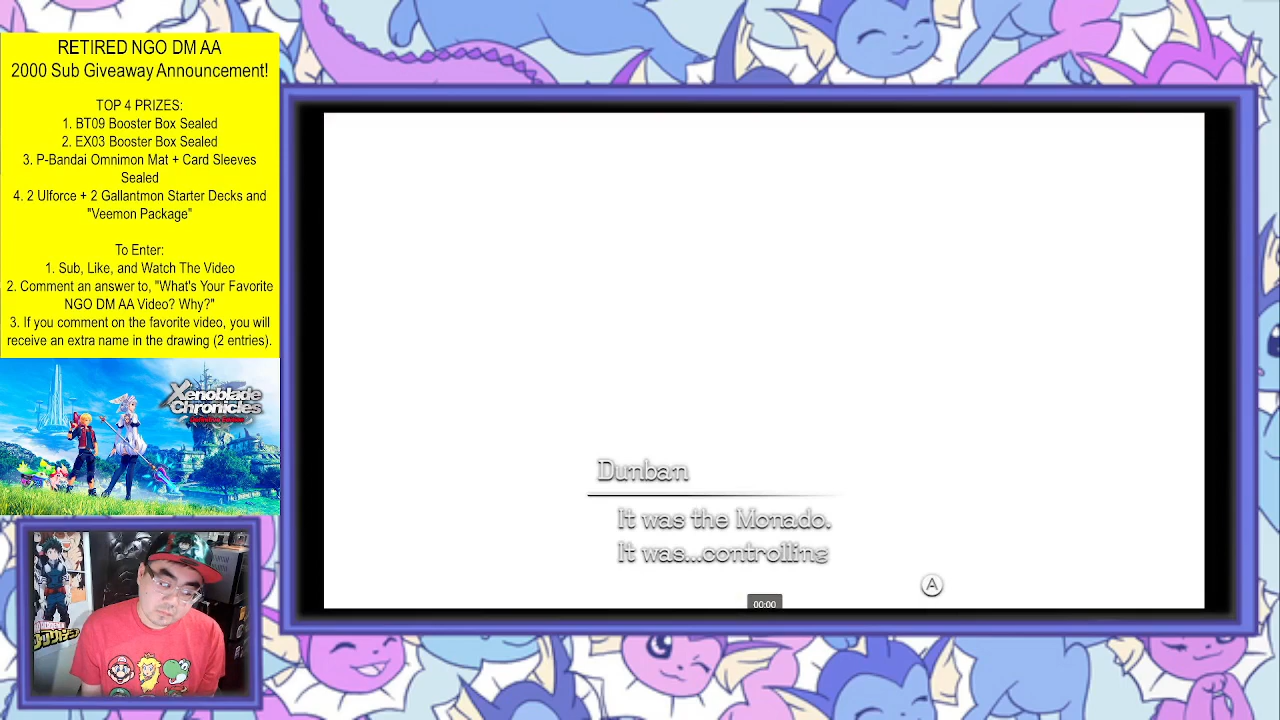 RETIRED NGO DM AA
2000 Sub Giveaway Announcement!
TOP 4 PRIZES:
1. BT09 Booster Box Sealed
2. EX03 Booster Box Sealed
3. P-Bandai Omnimon Mat + Card Sleeves
Sealed
4. 2 Ulforce + 2 Gallantmon Starter Decks and
"Veemon Package"
To Enter:
1. Sub, Like, and Watch The Video
2. Comment an answer to, "What's Your Favorite
NGO DM AA Video? Why?"
3. If you comment on the favorite video, you will
receive an extra name in the drawing (2 entries).
Xenoblade
Chronicles
Definitive Edition
Dunban
It was the Monado.
It was...controlling
A
00:00